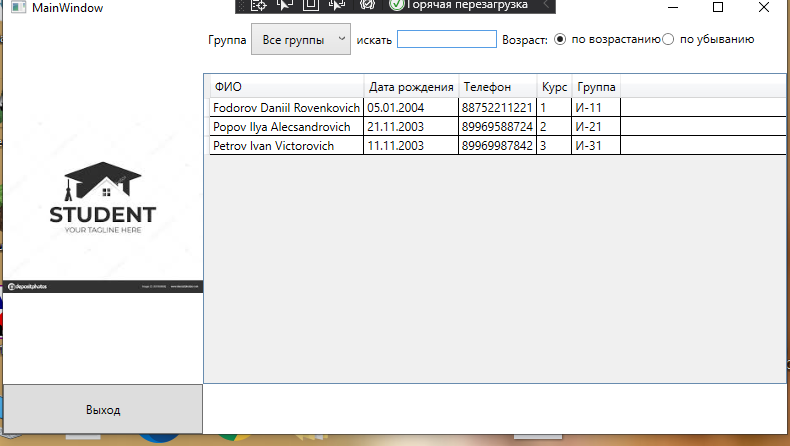 MainWindow
Горячая перезагрузка
Группа Все группы искать Возраст: по возрастанию по убыванию
ФИО Дата рождения Телефон Курс Группа
Fodorov Daniil Rovenkovich 05.01.2004 88752211221 1 И-11
Popov Ilya Alecsandrovich 21.11.2003 89969588724 2 И-21
Petrov Ivan Victorovich 11.11.2003 89969987842 3 И-31
STUDENT
YOUR TAGLINE HERE
depositphotos
Выход